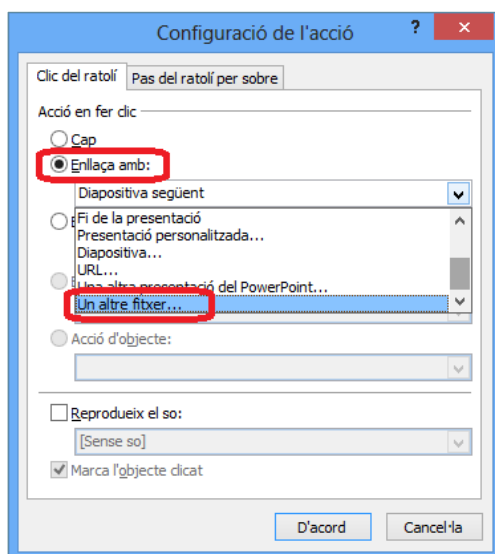 Configuració de l'acció
?
Clic del ratolí
Pas del ratolí per sobre
Acció en fer clic
Cap
Enllaça amb:
Diapositiva següent
Fi de la presentació
Presentació personalitzada...
Diapositiva...
URL...
Una altra presentació del PowerPoint...
Un altre fitxer...
Acció d'objecte:
Reprodueix el so:
[Sense so]
Marca l'objecte clicat
D'acord
Cancel·la